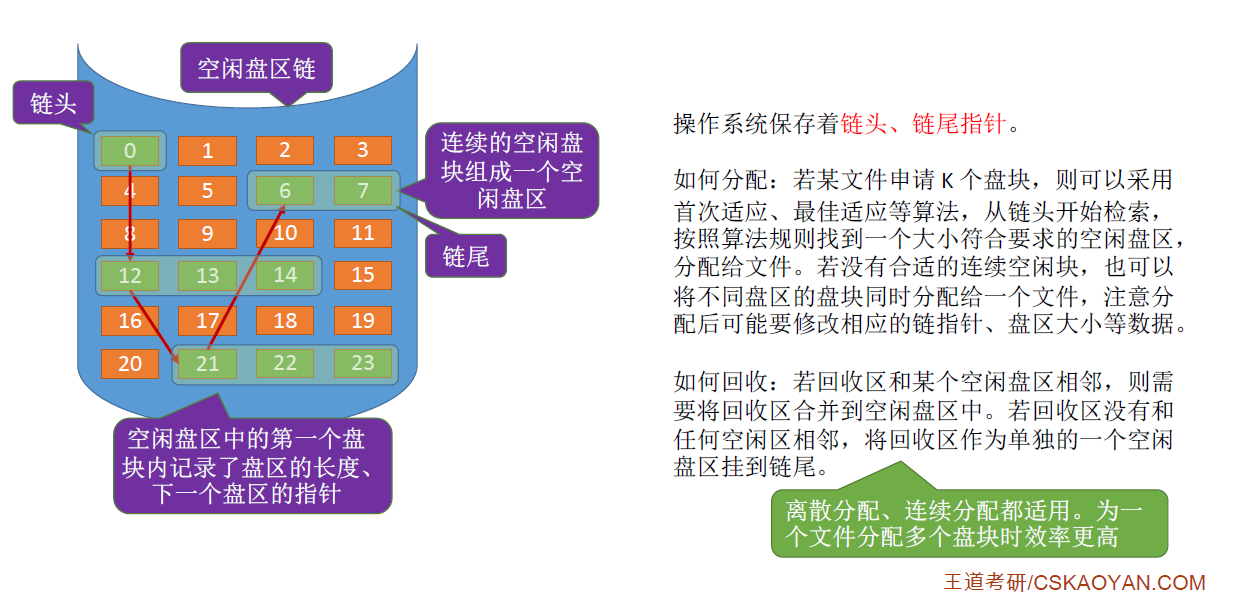 空闲盘区链
链头
0 1 2 3
4 5 6 7
8 9 10 11
12 13 14 15
16 17 18 19
20 21 22 23
连续的空闲盘
块组成一个空
闲盘区
链尾
空闲盘区中的第一个盘
块内记录了盘区的长度、
下一个盘区的指针
操作系统保存着链头、链尾指针。
如何分配：若某文件申请 K 个盘块，则可以采用
首次适应、最佳适应等算法，从链头开始检索，
按照算法规则找到一个大小符合要求的空闲盘区，
分配给文件。若没有合适的连续空闲块，也可以
将不同盘区的盘块同时分配给一个文件，注意分
配后可能要修改相应的链指针、盘区大小等数据。
如何回收：若回收区和某个空闲盘区相邻，则需
要将回收区合并到空闲盘区中。若回收区没有和
任何空闲区相邻，将回收区作为单独的一个空闲
盘区挂到链尾。
离散分配、连续分配都适用。为一
个文件分配多个盘块时效率更高
王道考研/CSKAOYAN.COM